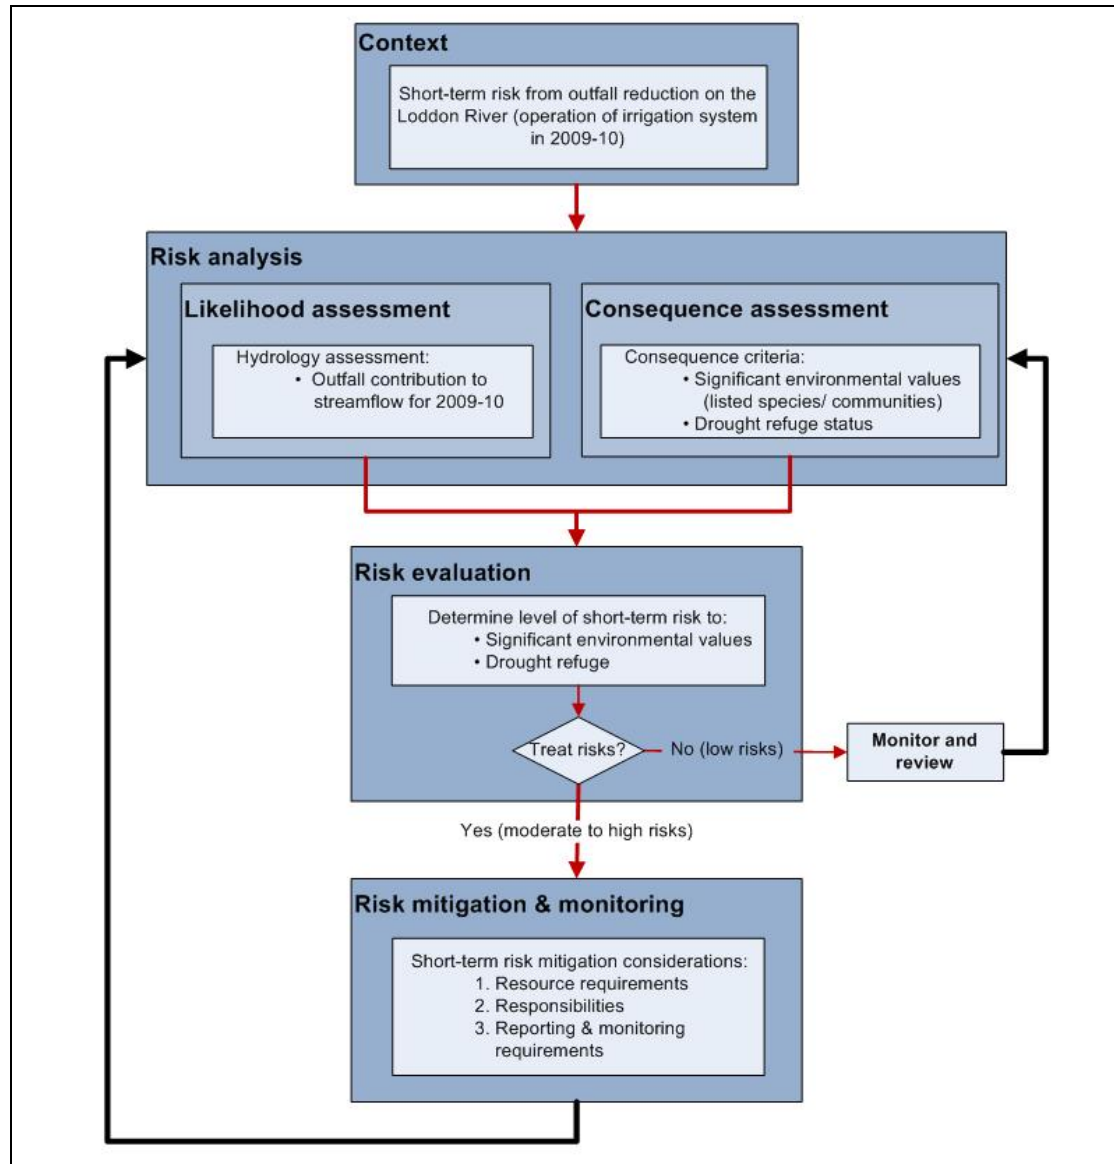 Context
Short-term risk from outfall reduction on the
Loddon River (operation of irrigation system
in 2009-10)
Risk analysis
Likelihood assessment
Hydrology assessment:
• Outfall contribution to
streamflow for 2009-10
Consequence assessment
Consequence criteria:
• Significant environmental values
(listed species/ communities)
• Drought refuge status
Risk evaluation
Determine level of short-term risk to:
• Significant environmental values
• Drought refuge
Treat risks?
No (low risks)
Monitor and
review
Yes (moderate to high risks)
Risk mitigation & monitoring
Short-term risk mitigation considerations:
1. Resource requirements
2. Responsibilities
3. Reporting & monitoring
requirements